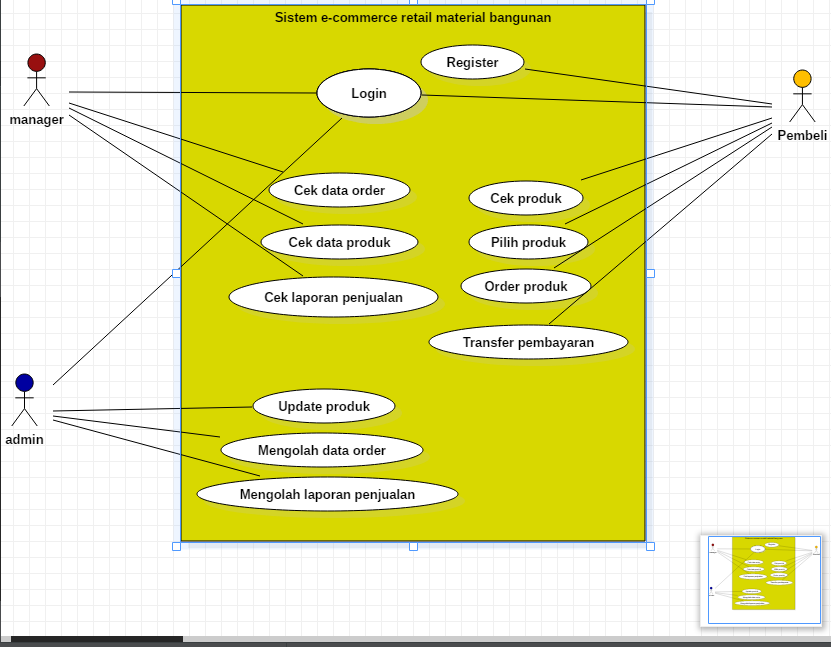 Sistem e-commerce retail material bangunan
Register
Login
manager
Pembeli
Cek data order
Cek produk
Cek data produk
Pilih produk
Order produk
Cek laporan penjualan
Transfer pembayaran
Update produk
admin
Mengolah data order
Mengolah laporan penjualan